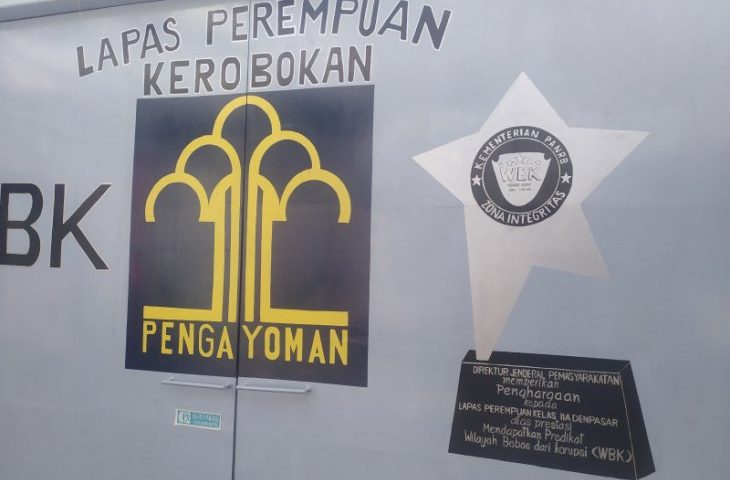 LAPAS PEREMPUAN WBK
KEROBOKAN
BK
PENGAYOMAN
KEMENTERIAN PANRB
WBK
ZONA INTEGRITAS
DIREKTUR JENDERAL PEMASYARAKATAN
memberikan
Penghargaan
kepada
LAPAS PEREMPUAN KELAS IIA DENPASAR
atas prestasi
Mendapatkan Predikat
Wilayah Bebas dari korupsi (WBK)